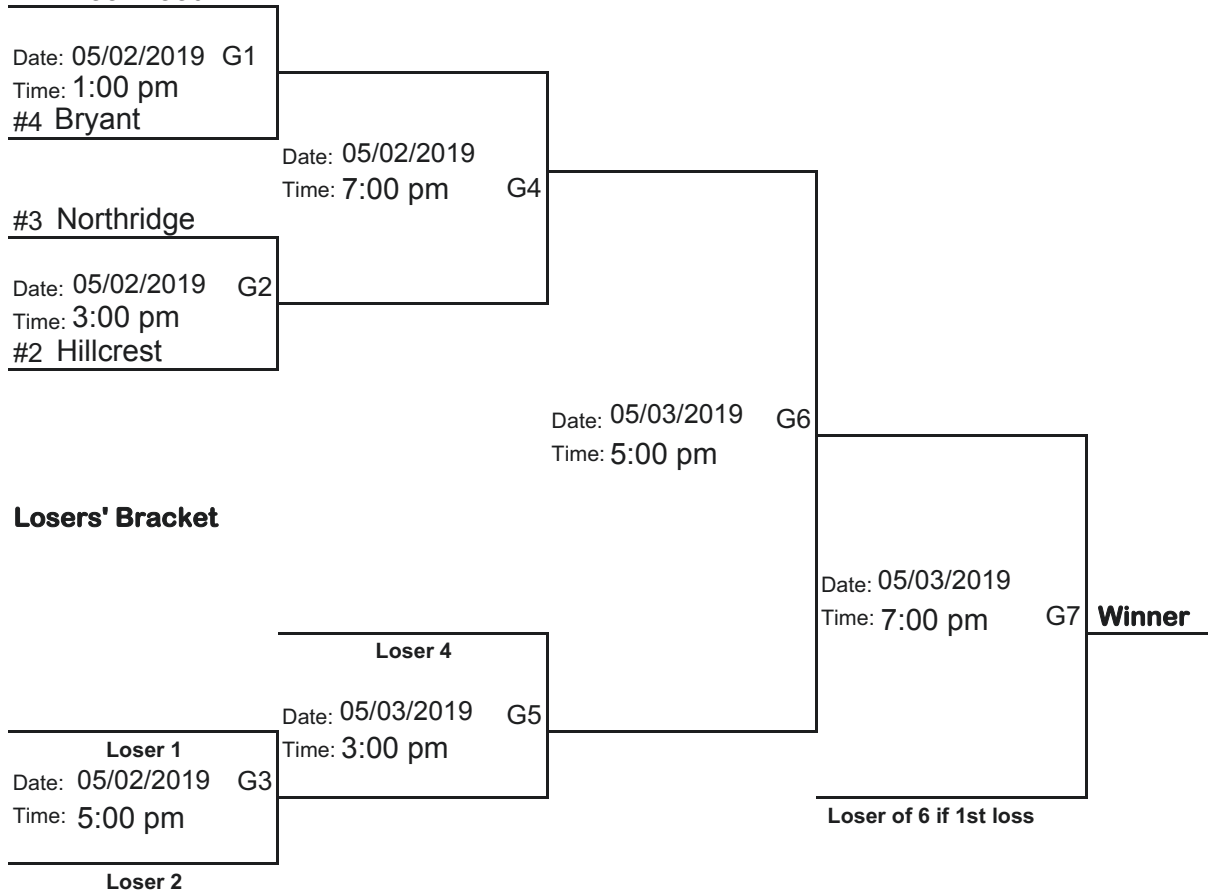 Date: 05/02/2019 G1
Time: 1:00 pm
#4 Bryant
Date: 05/02/2019
Time: 7:00 pm G4
#3 Northridge
Date: 05/02/2019 G2
Time: 3:00 pm
#2 Hillcrest
Date: 05/03/2019 G6
Time: 5:00 pm
Losers' Bracket
Date: 05/03/2019
Time: 7:00 pm G7 Winner
Loser 4
Date: 05/03/2019 G5
Time: 3:00 pm
Loser 1
Date: 05/02/2019 G3
Time: 5:00 pm
Loser of 6 if 1st loss
Loser 2